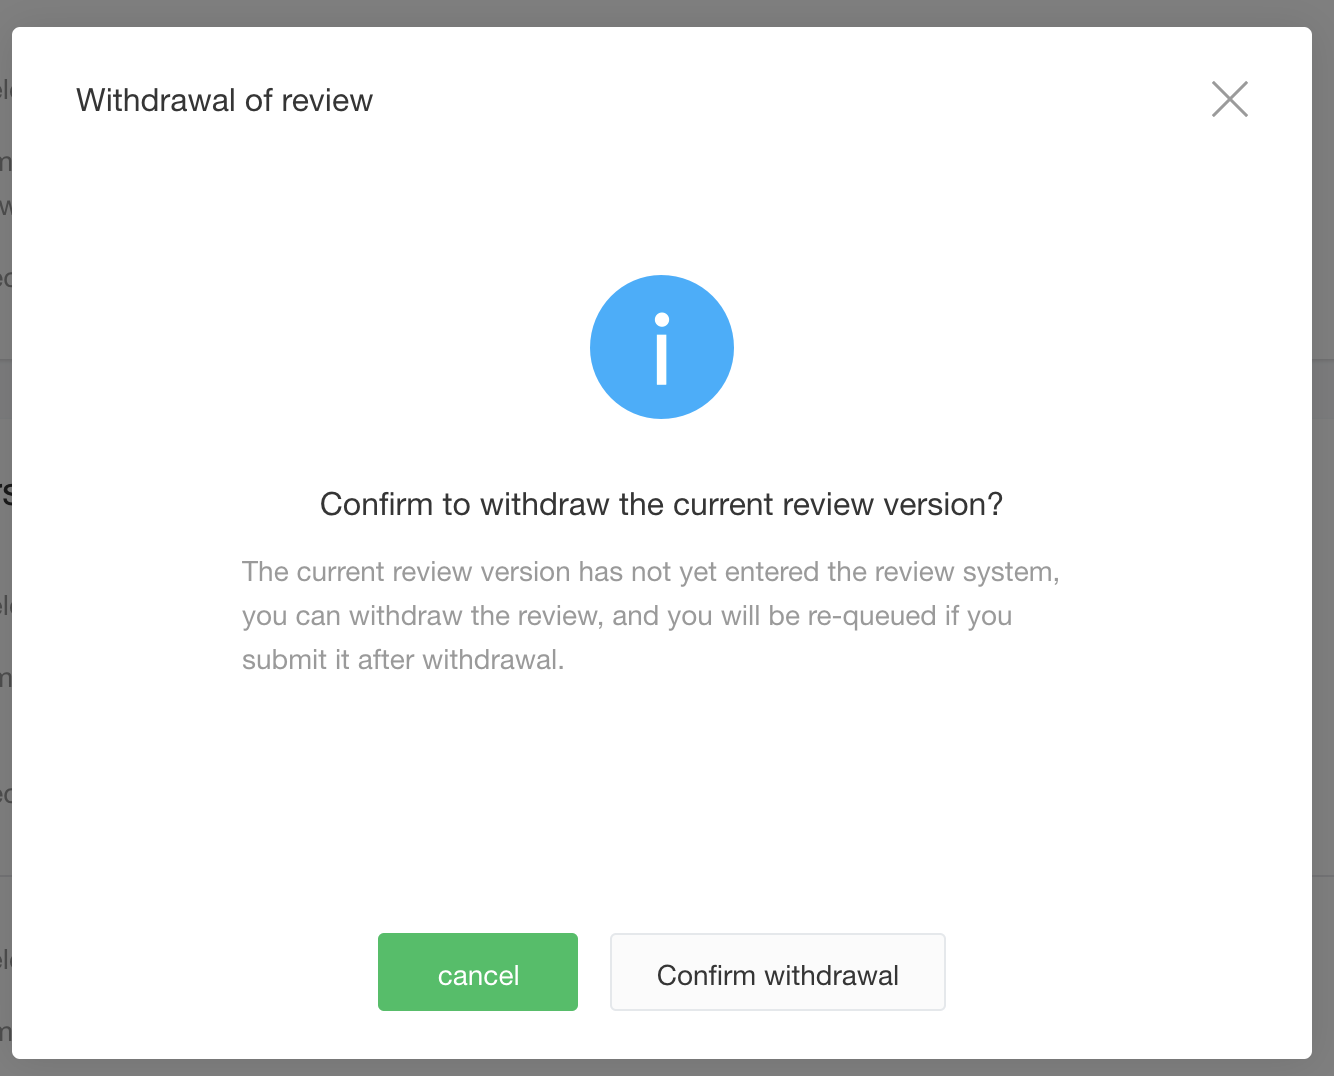 Withdrawal of review
Confirm to withdraw the current review version?
The current review version has not yet entered the review system,
you can withdraw the review, and you will be re-queued if you
submit it after withdrawal.
cancel
Confirm withdrawal